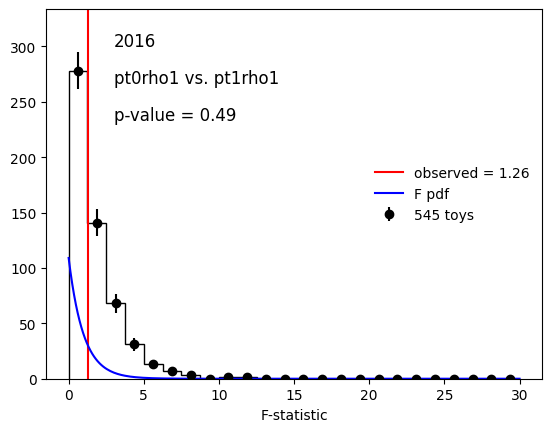 2016
pt0rho1 vs. pt1rho1
p-value = 0.49
observed = 1.26
F pdf
545 toys
300
250
200
150
100
50
0
0 5 10 15 20 25 30
F-statistic